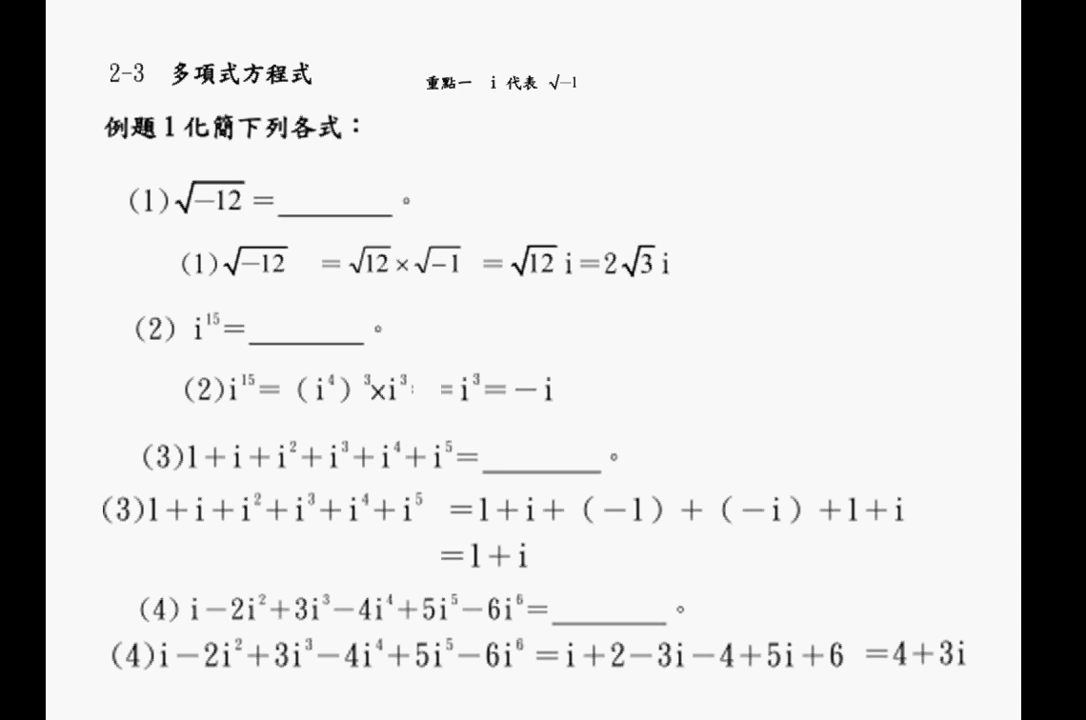 2-3 多項式方程式 重點一 i 代表 √−1
例題1化簡下列各式：
(1)√−12 =________。
(1)√−12 =√12×√−1 =√12 i=2√3 i
(2) i¹⁵=________。
(2)i¹⁵=(i⁴)³×i³: =i³=−i
(3)1+i+i²+i³+i⁴+i⁵=________。
(3)1+i+i²+i³+i⁴+i⁵ =1+i+(−1)+(−i)+1+i
=1+i
(4) i−2i²+3i³−4i⁴+5i⁵−6i⁶=________。
(4)i−2i²+3i³−4i⁴+5i⁵−6i⁶=i+2−3i−4+5i+6 =4+3i